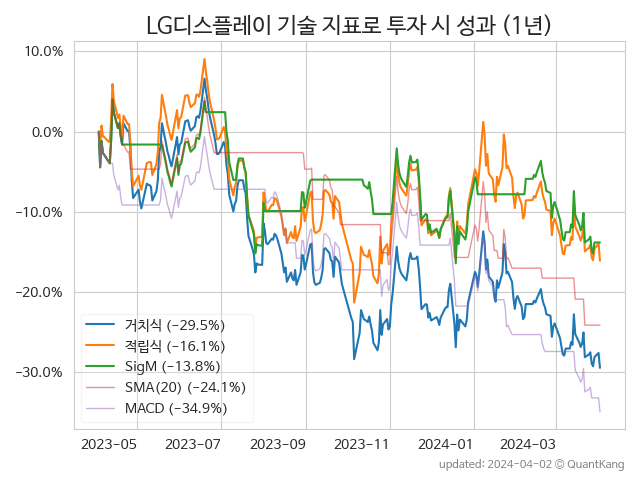 LG디스플레이 기술 지표로 투자 시 성과 (1년)
10.0%
0.0%
−10.0%
−20.0%
−30.0%
거치식 (−29.5%)
적립식 (−16.1%)
SigM (−13.8%)
SMA(20) (−24.1%)
MACD (−34.9%)
2023-05 2023-07 2023-09 2023-11 2024-01 2024-03
updated: 2024-04-02 ⓒ QuantKang